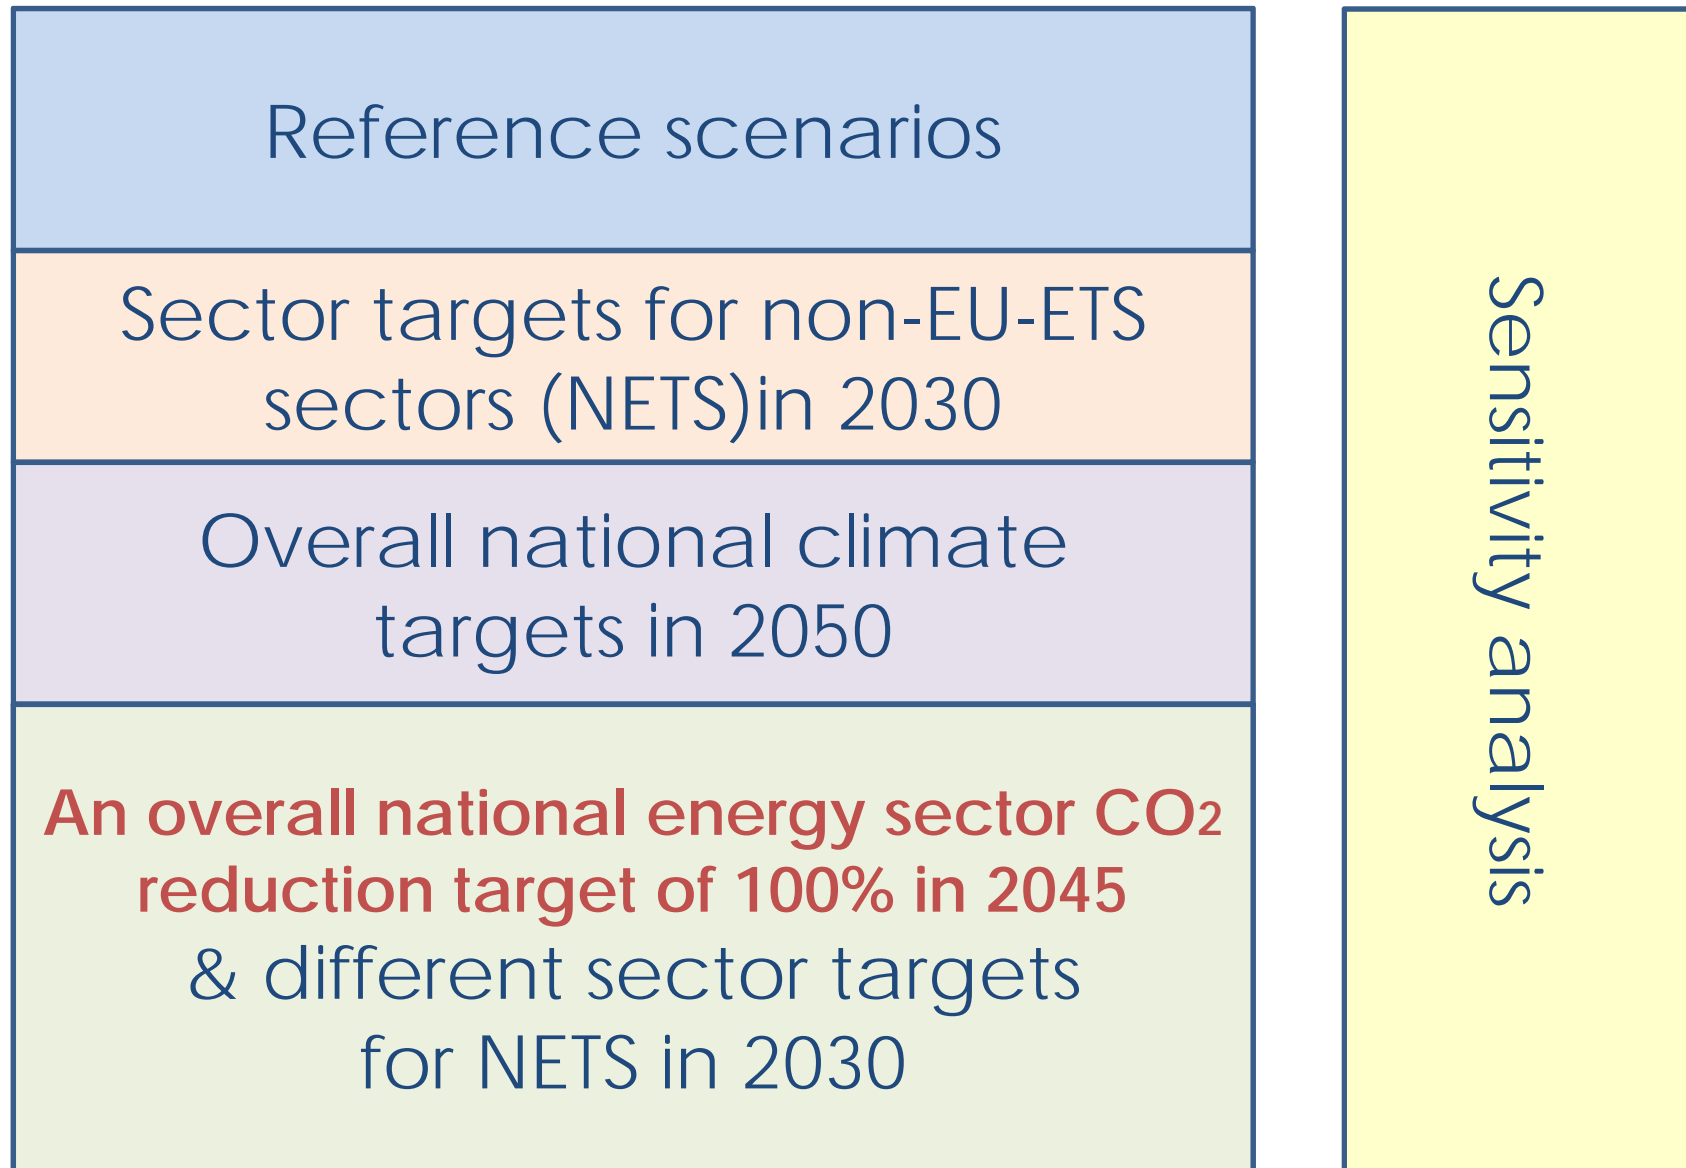 Reference scenarios
Sector targets for non-EU-ETS
sectors (NETS)in 2030
Overall national climate
targets in 2050
An overall national energy sector CO2
reduction target of 100% in 2045
& different sector targets
for NETS in 2030
Sensitivity analysis